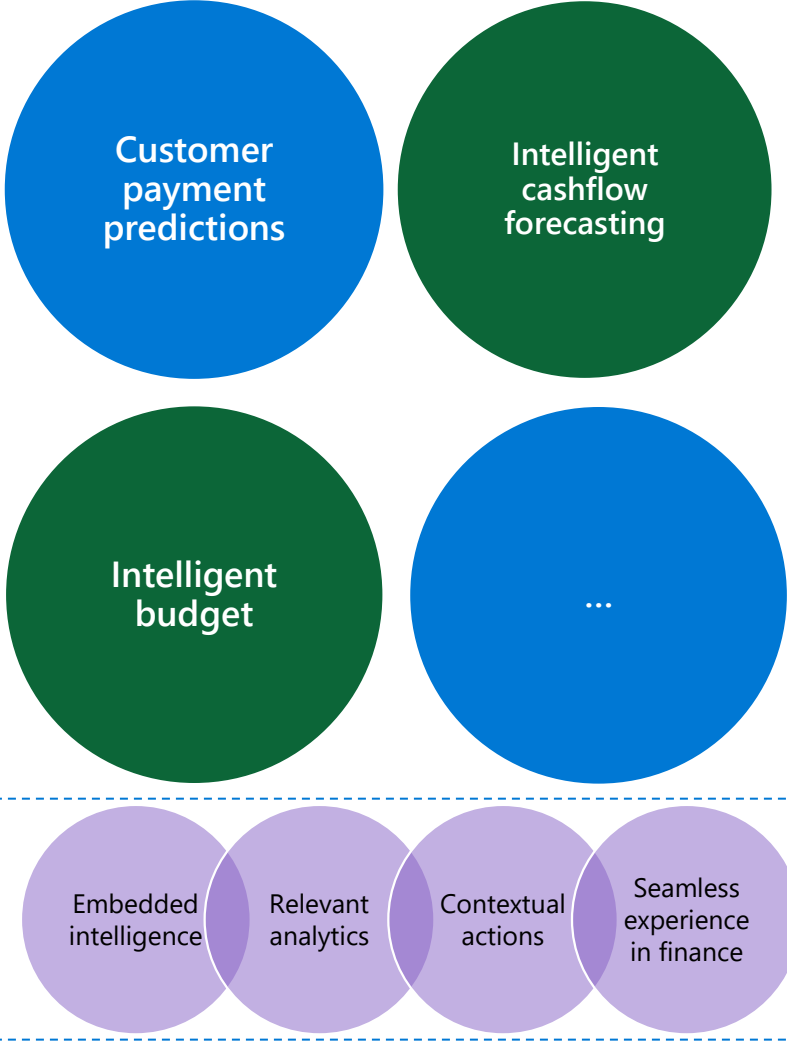 Customer
payment
predictions
Intelligent
cashflow
forecasting
Intelligent
budget
...
Embedded
intelligence
Relevant
analytics
Contextual
actions
Seamless
experience
in finance